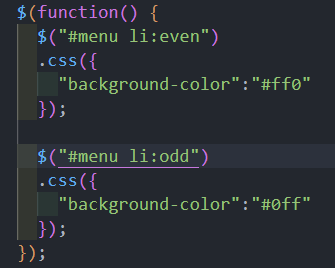 $(function() {
  $("#menu li:even")
  .css({
    "background-color":"#ff0"
  });

  $("#menu li:odd")
  .css({
    "background-color":"#0ff"
  });
});